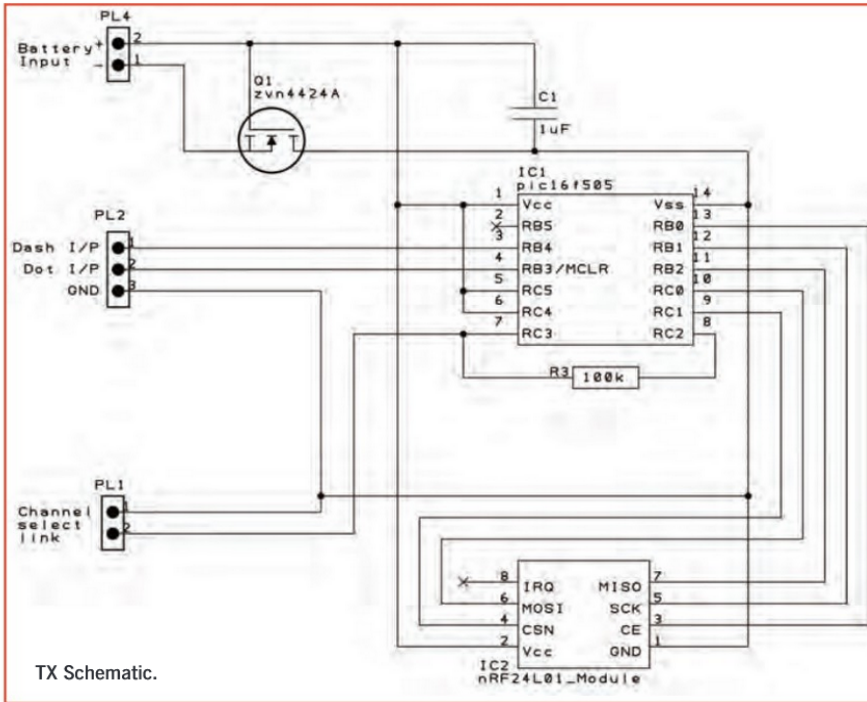 PL4
Battery + 2
Input - 1
Q1
zvn4424A
C1
1uF
IC1
pic16f505
1 Vcc Vss 14
2 RB5 RB0 13
3 RB4 RB1 12
4 RB3/MCLR RB2 11
5 RC5 RC0 10
6 RC4 RC1 9
7 RC3 RC2 8
PL2
Dash I/P 1
Dot I/P 2
GND 3
R3 100k
PL1
Channel 1
select 2
link
8 IRQ MISO 7
6 MOSI SCK 5
4 CSN CE 3
2 Vcc GND 1
IC2
nRF24L01_Module
TX Schematic.